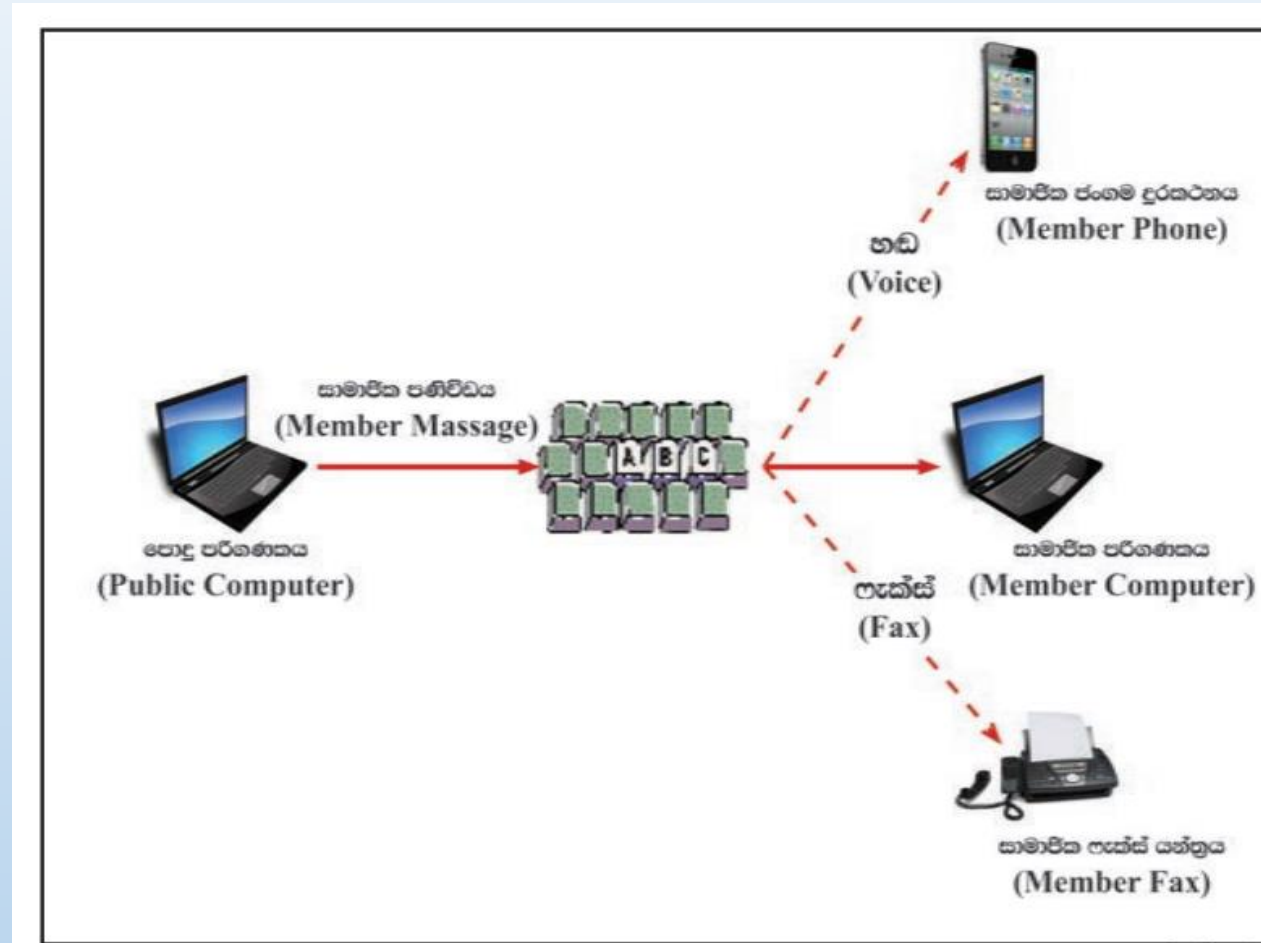 සාමාජික ජංගම දුරකථනය
(Member Phone)
හඬ
(Voice)
සාමාජික පණිවිඩය
(Member Massage)
A B C
පොදු පරිගණකය
(Public Computer)
සාමාජික පරිගණකය
(Member Computer)
ෆැක්ස්
(Fax)
සාමාජික ෆැක්ස් යන්ත්‍රය
(Member Fax)